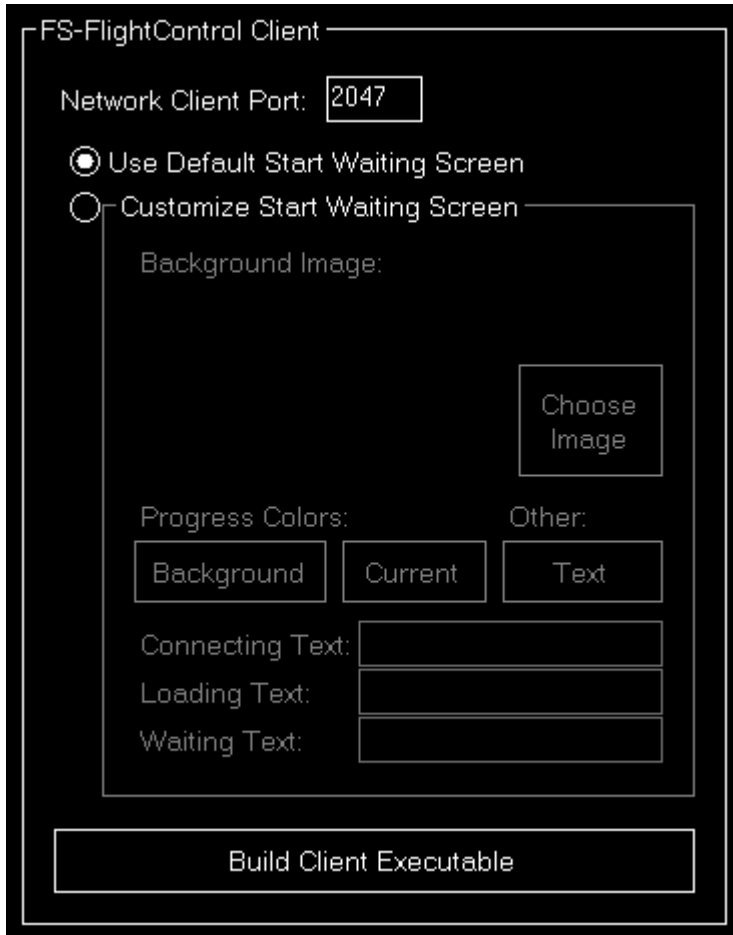 FS-FlightControl Client
Network Client Port: 2047
Use Default Start Waiting Screen
Customize Start Waiting Screen
Background Image:
Choose
Image
Progress Colors: Other:
Background Current Text
Connecting Text:
Loading Text:
Waiting Text:
Build Client Executable